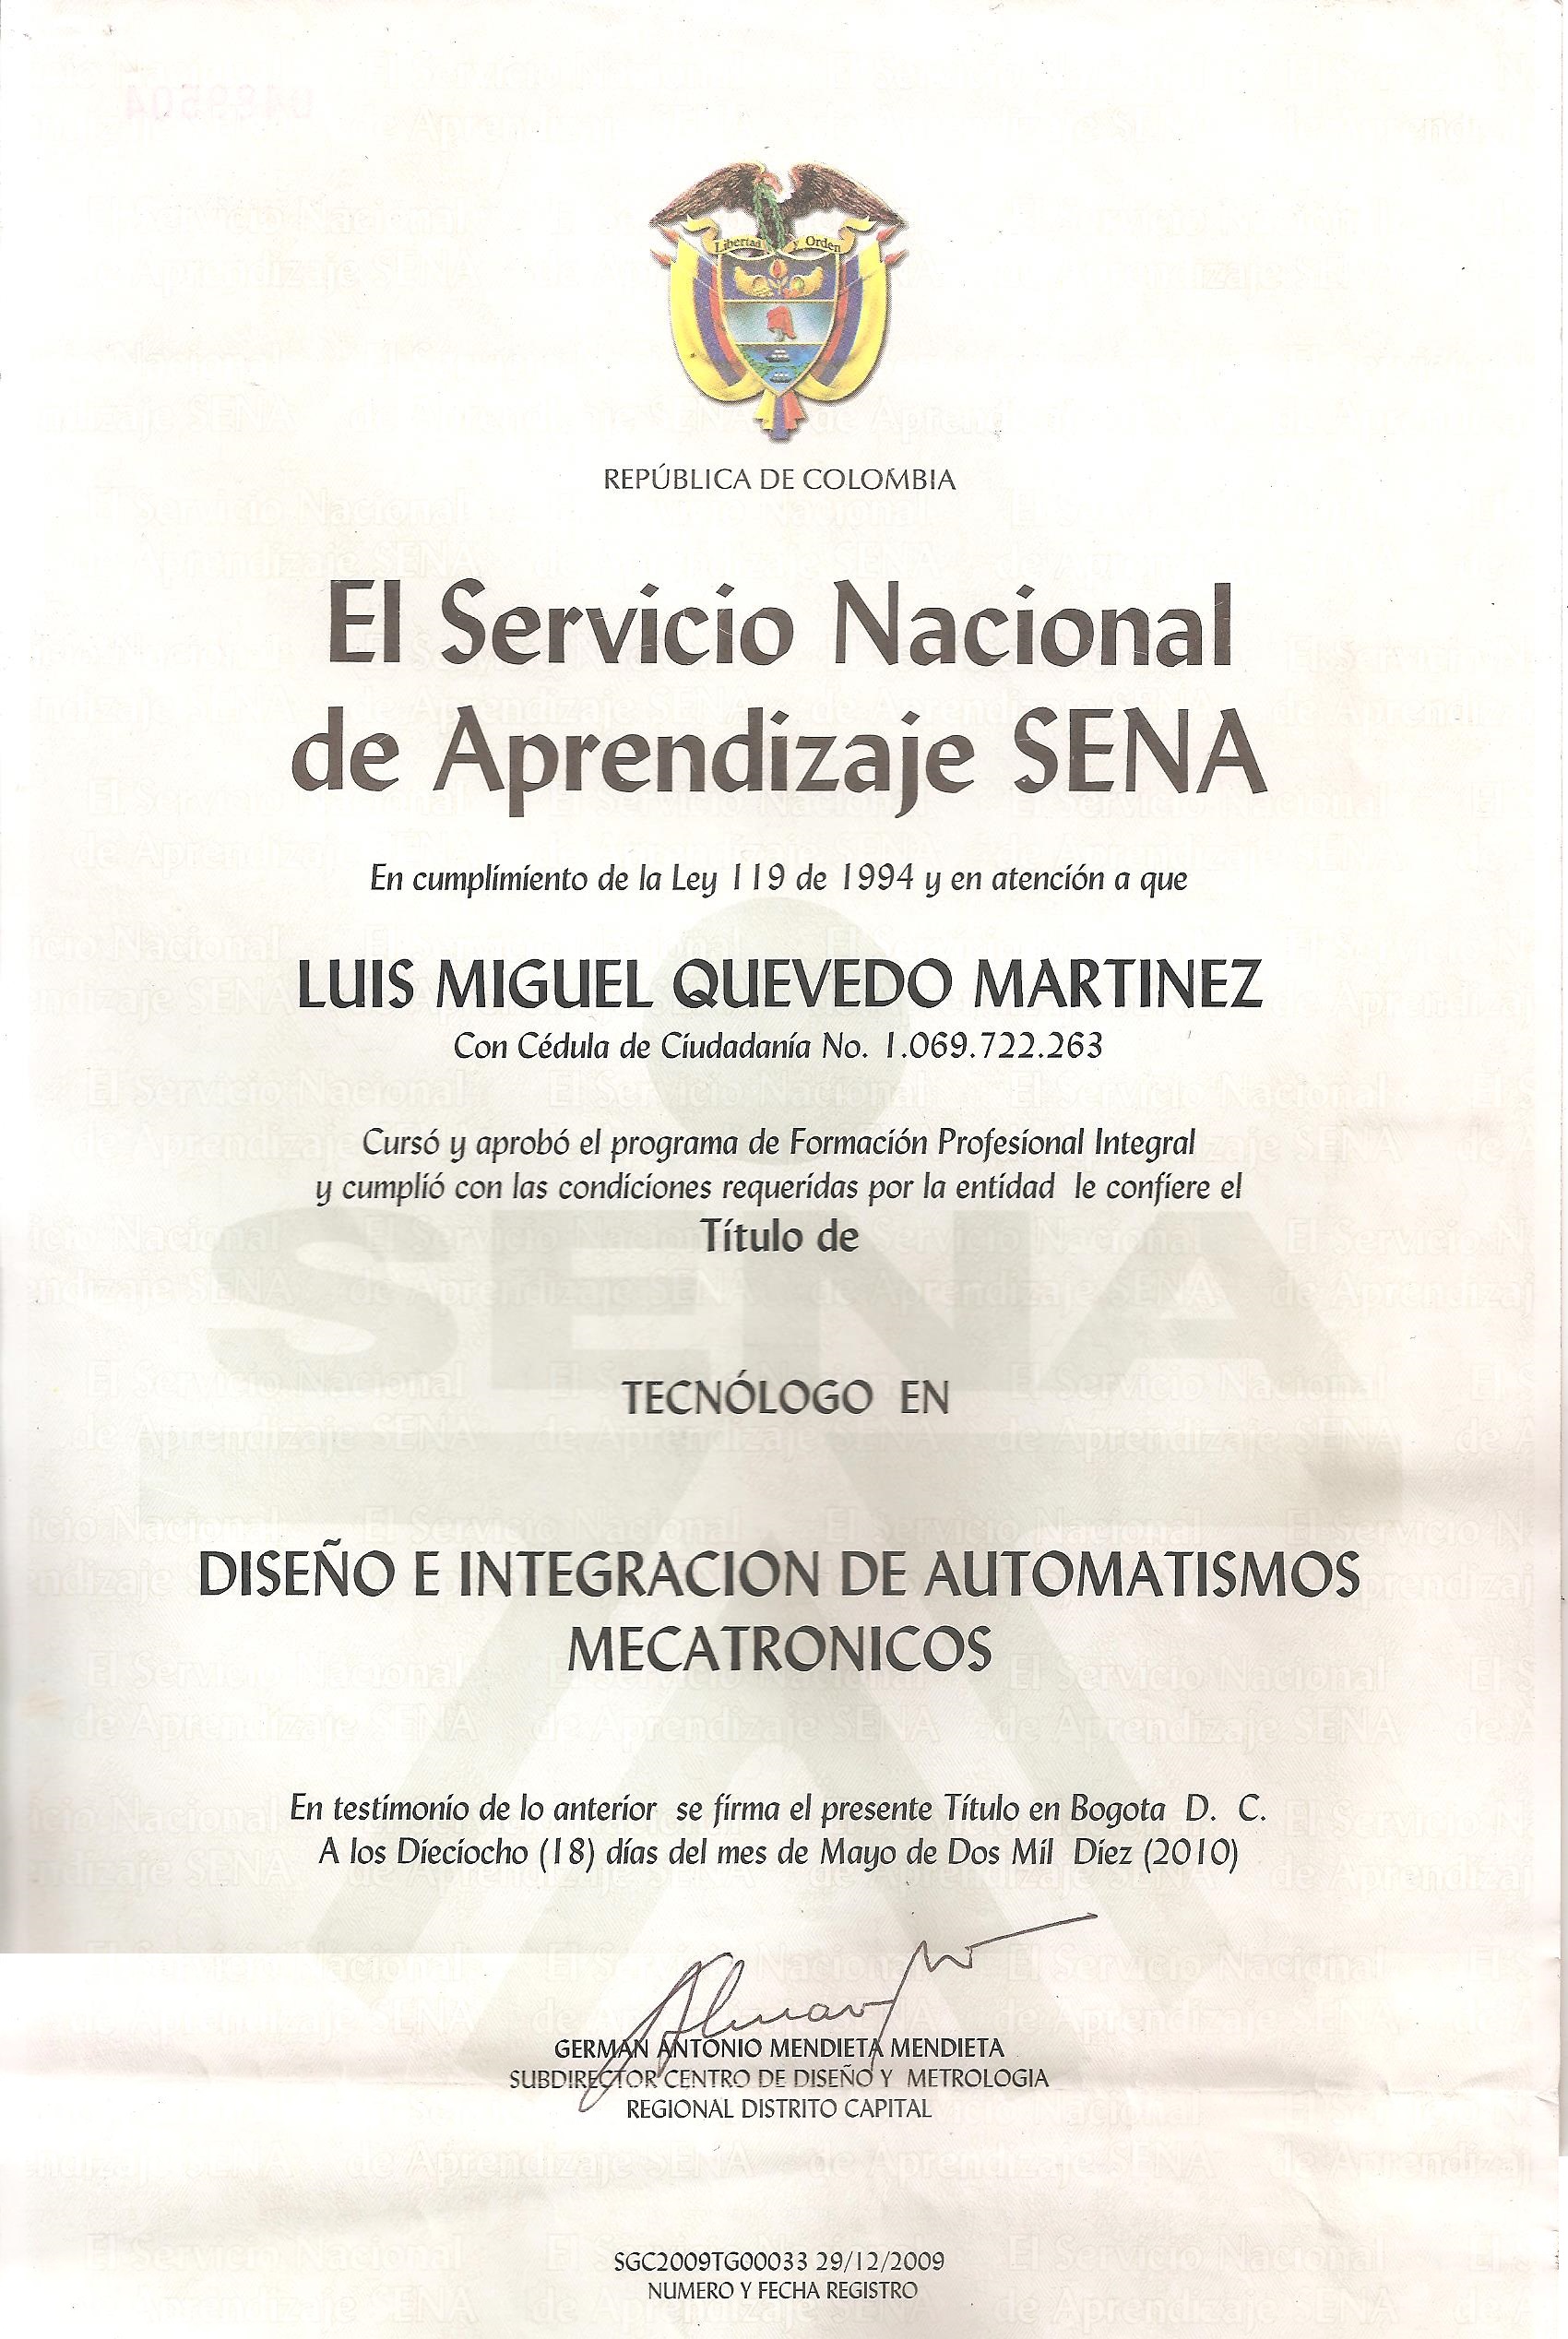 Libertad y Orden
REPÚBLICA DE COLOMBIA
El Servicio Nacional
de Aprendizaje SENA
En cumplimiento de la Ley 119 de 1994 y en atención a que
LUIS MIGUEL QUEVEDO MARTINEZ
Con Cédula de Ciudadanía No. 1.069.722.263
Cursó y aprobó el programa de Formación Profesional Integral
y cumplió con las condiciones requeridas por la entidad le confiere el
Título de
SENA
TECNÓLOGO EN
DISEÑO E INTEGRACION DE AUTOMATISMOS
MECATRONICOS
En testimonio de lo anterior se firma el presente Título en Bogota D. C.
A los Dieciocho (18) días del mes de Mayo de Dos Mil Diez (2010)
GERMAN ANTONIO MENDIETA MENDIETA
SUBDIRECTOR CENTRO DE DISEÑO Y METROLOGIA
REGIONAL DISTRITO CAPITAL
SGC2009TG00033 29/12/2009
NUMERO Y FECHA REGISTRO